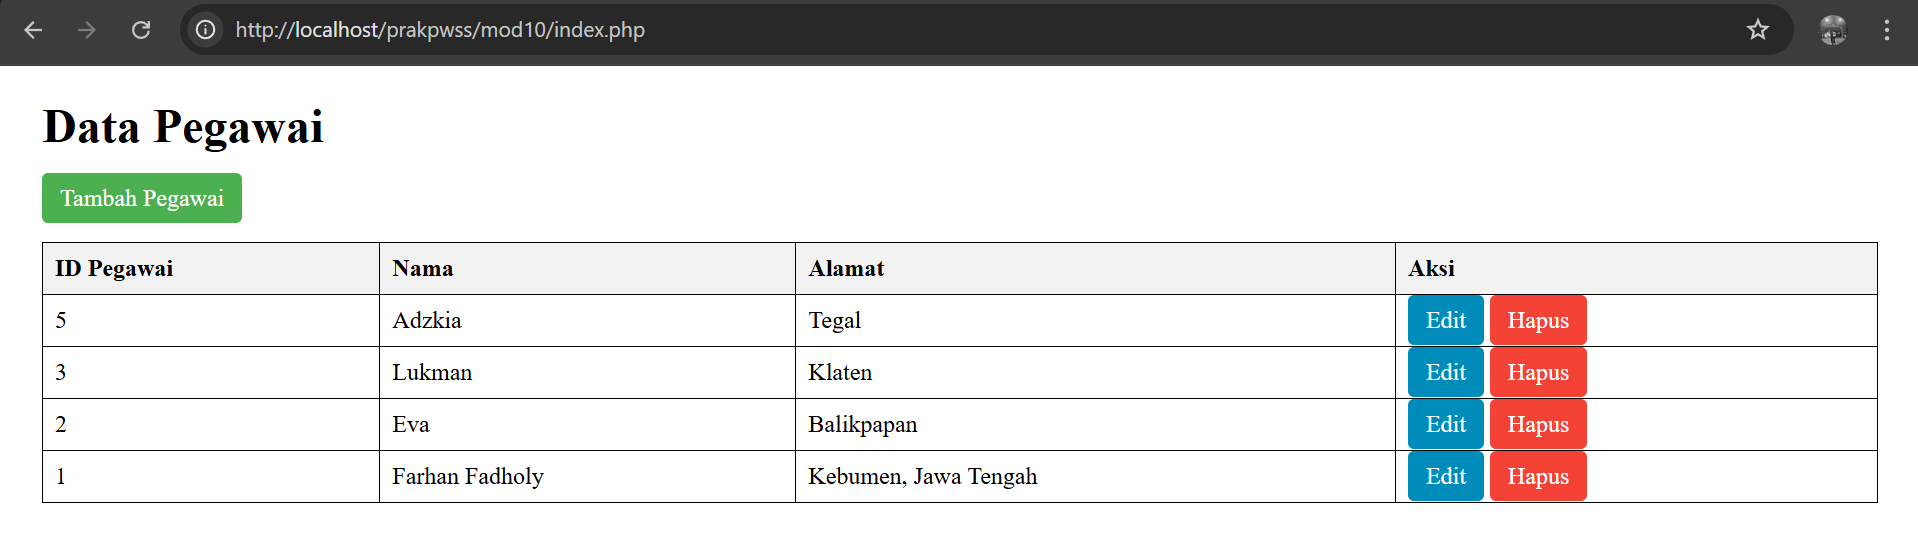 http://localhost/prakpwss/mod10/index.php
Data Pegawai
Tambah Pegawai
ID Pegawai Nama Alamat Aksi
5 Adzkia Tegal Edit Hapus
3 Lukman Klaten Edit Hapus
2 Eva Balikpapan Edit Hapus
1 Farhan Fadholy Kebumen, Jawa Tengah Edit Hapus